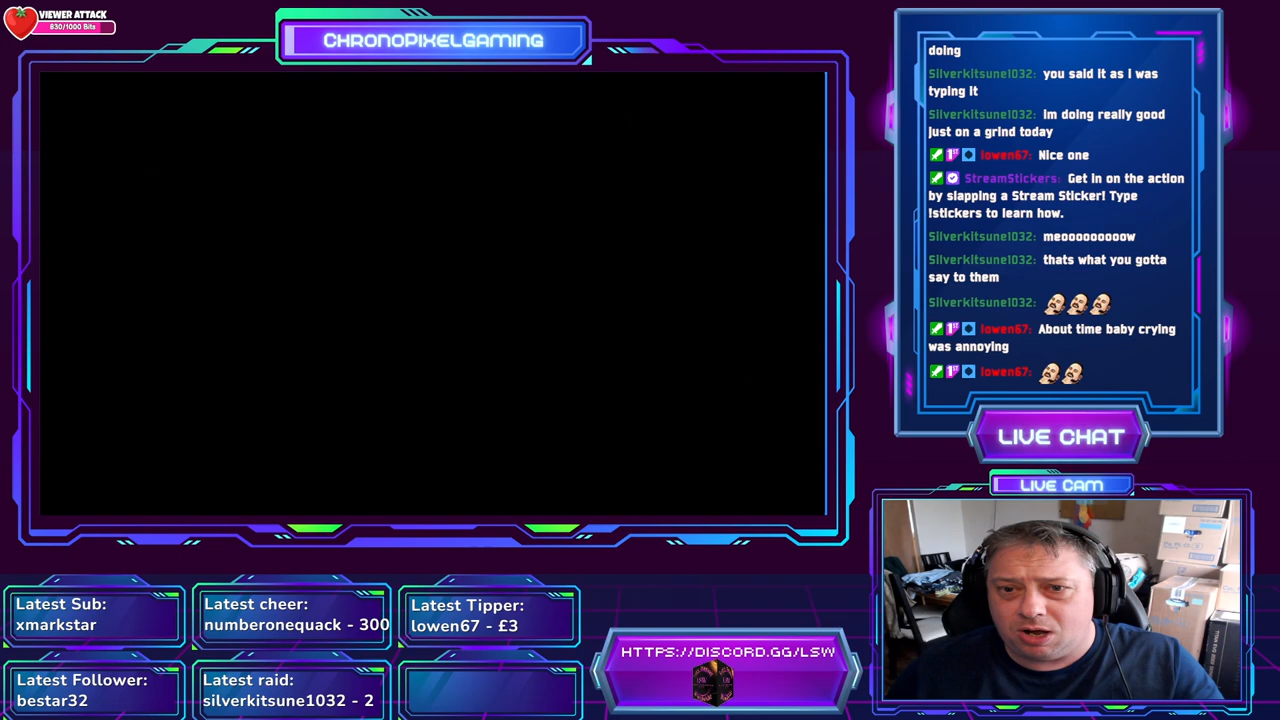 VIEWER ATTACK
830/1000 Bits
CHRONOPIXELGAMING
doing
Silverkitsune1032: you said it as i was
typing it
Silverkitsune1032: im doing really good
just on a grind today
lowen67: Nice one
StreamStickers: Get in on the action
by slapping a Stream Sticker! Type
!stickers to learn how.
Silverkitsune1032: meooooooooow
Silverkitsune1032: thats what you gotta
say to them
Silverkitsune1032:
lowen67: About time baby crying
was annoying
lowen67:
LIVE CHAT
LIVE CAM
Latest Sub:
xmarkstar
Latest cheer:
numberonequack - 300
Latest Tipper:
lowen67 - £3
Latest Follower:
bestar32
Latest raid:
silverkitsune1032 - 2
HTTPS://DISCORD.GG/LSW